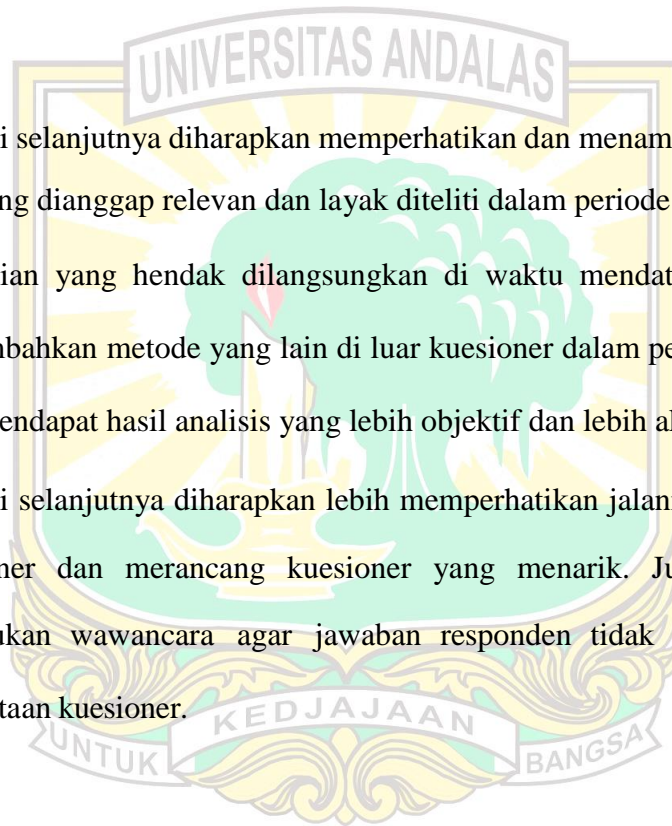 UNIVERSITAS ANDALAS
i selanjutnya diharapkan memperhatikan dan menam
ng dianggap relevan dan layak diteliti dalam periode
ian yang hendak dilangsungkan di waktu mendat
mbahkan metode yang lain di luar kuesioner dalam pe
endapat hasil analisis yang lebih objektif dan lebih a
i selanjutnya diharapkan lebih memperhatikan jalan
ner dan merancang kuesioner yang menarik. Ju
ukan wawancara agar jawaban responden tidak
taan kuesioner.
UNTUK KEDJAJAAN BANGSA